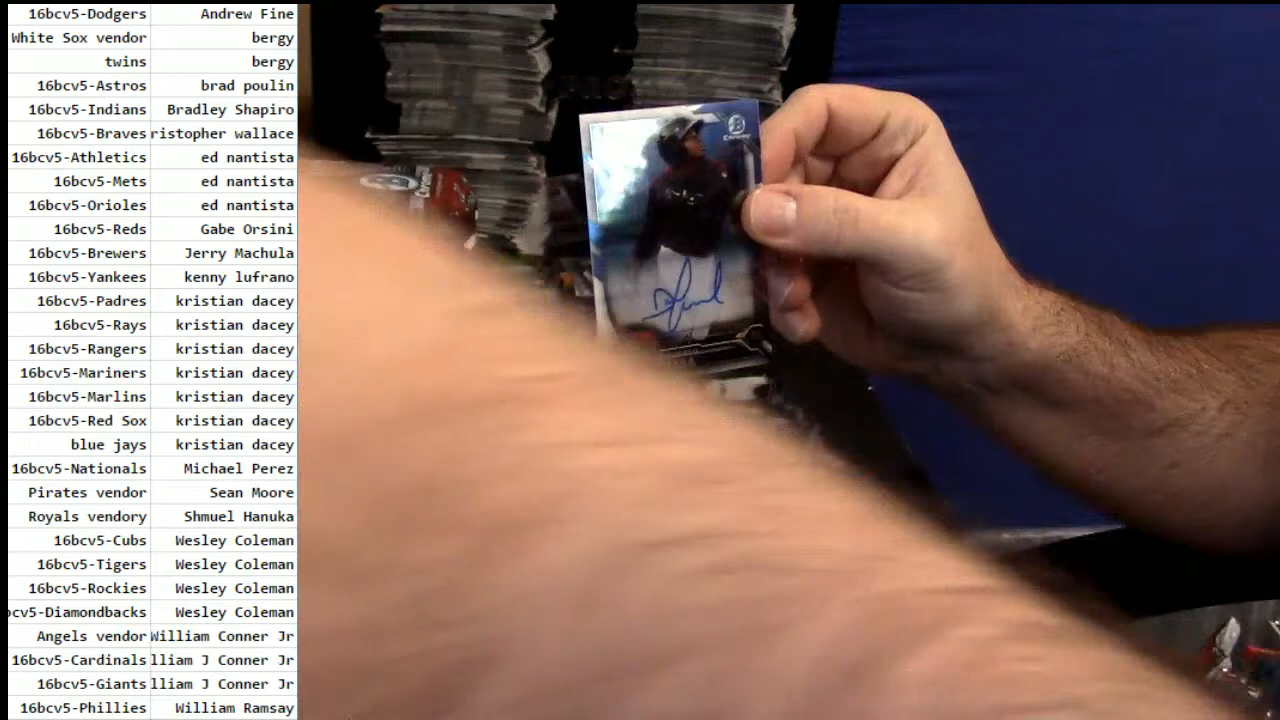 16bcv5-Dodgers Andrew Fine
White Sox vendor bergy
twins bergy
16bcv5-Astros brad poulin
16bcv5-Indians Bradley Shapiro
16bcv5-Braves ristopher wallace
16bcv5-Athletics ed nantista
16bcv5-Mets ed nantista
16bcv5-Orioles ed nantista
16bcv5-Reds Gabe Orsini
16bcv5-Brewers Jerry Machula
16bcv5-Yankees kenny lufrano
16bcv5-Padres kristian dacey
16bcv5-Rays kristian dacey
16bcv5-Rangers kristian dacey
16bcv5-Mariners kristian dacey
16bcv5-Marlins kristian dacey
16bcv5-Red Sox kristian dacey
blue jays kristian dacey
16bcv5-Nationals Michael Perez
Pirates vendor Sean Moore
Royals vendory Shmuel Hanuka
16bcv5-Cubs Wesley Coleman
16bcv5-Tigers Wesley Coleman
16bcv5-Rockies Wesley Coleman
cv5-Diamondbacks Wesley Coleman
Angels vendor William Conner Jr
16bcv5-Cardinals lliam J Conner Jr
16bcv5-Giants lliam J Conner Jr
16bcv5-Phillies William Ramsay